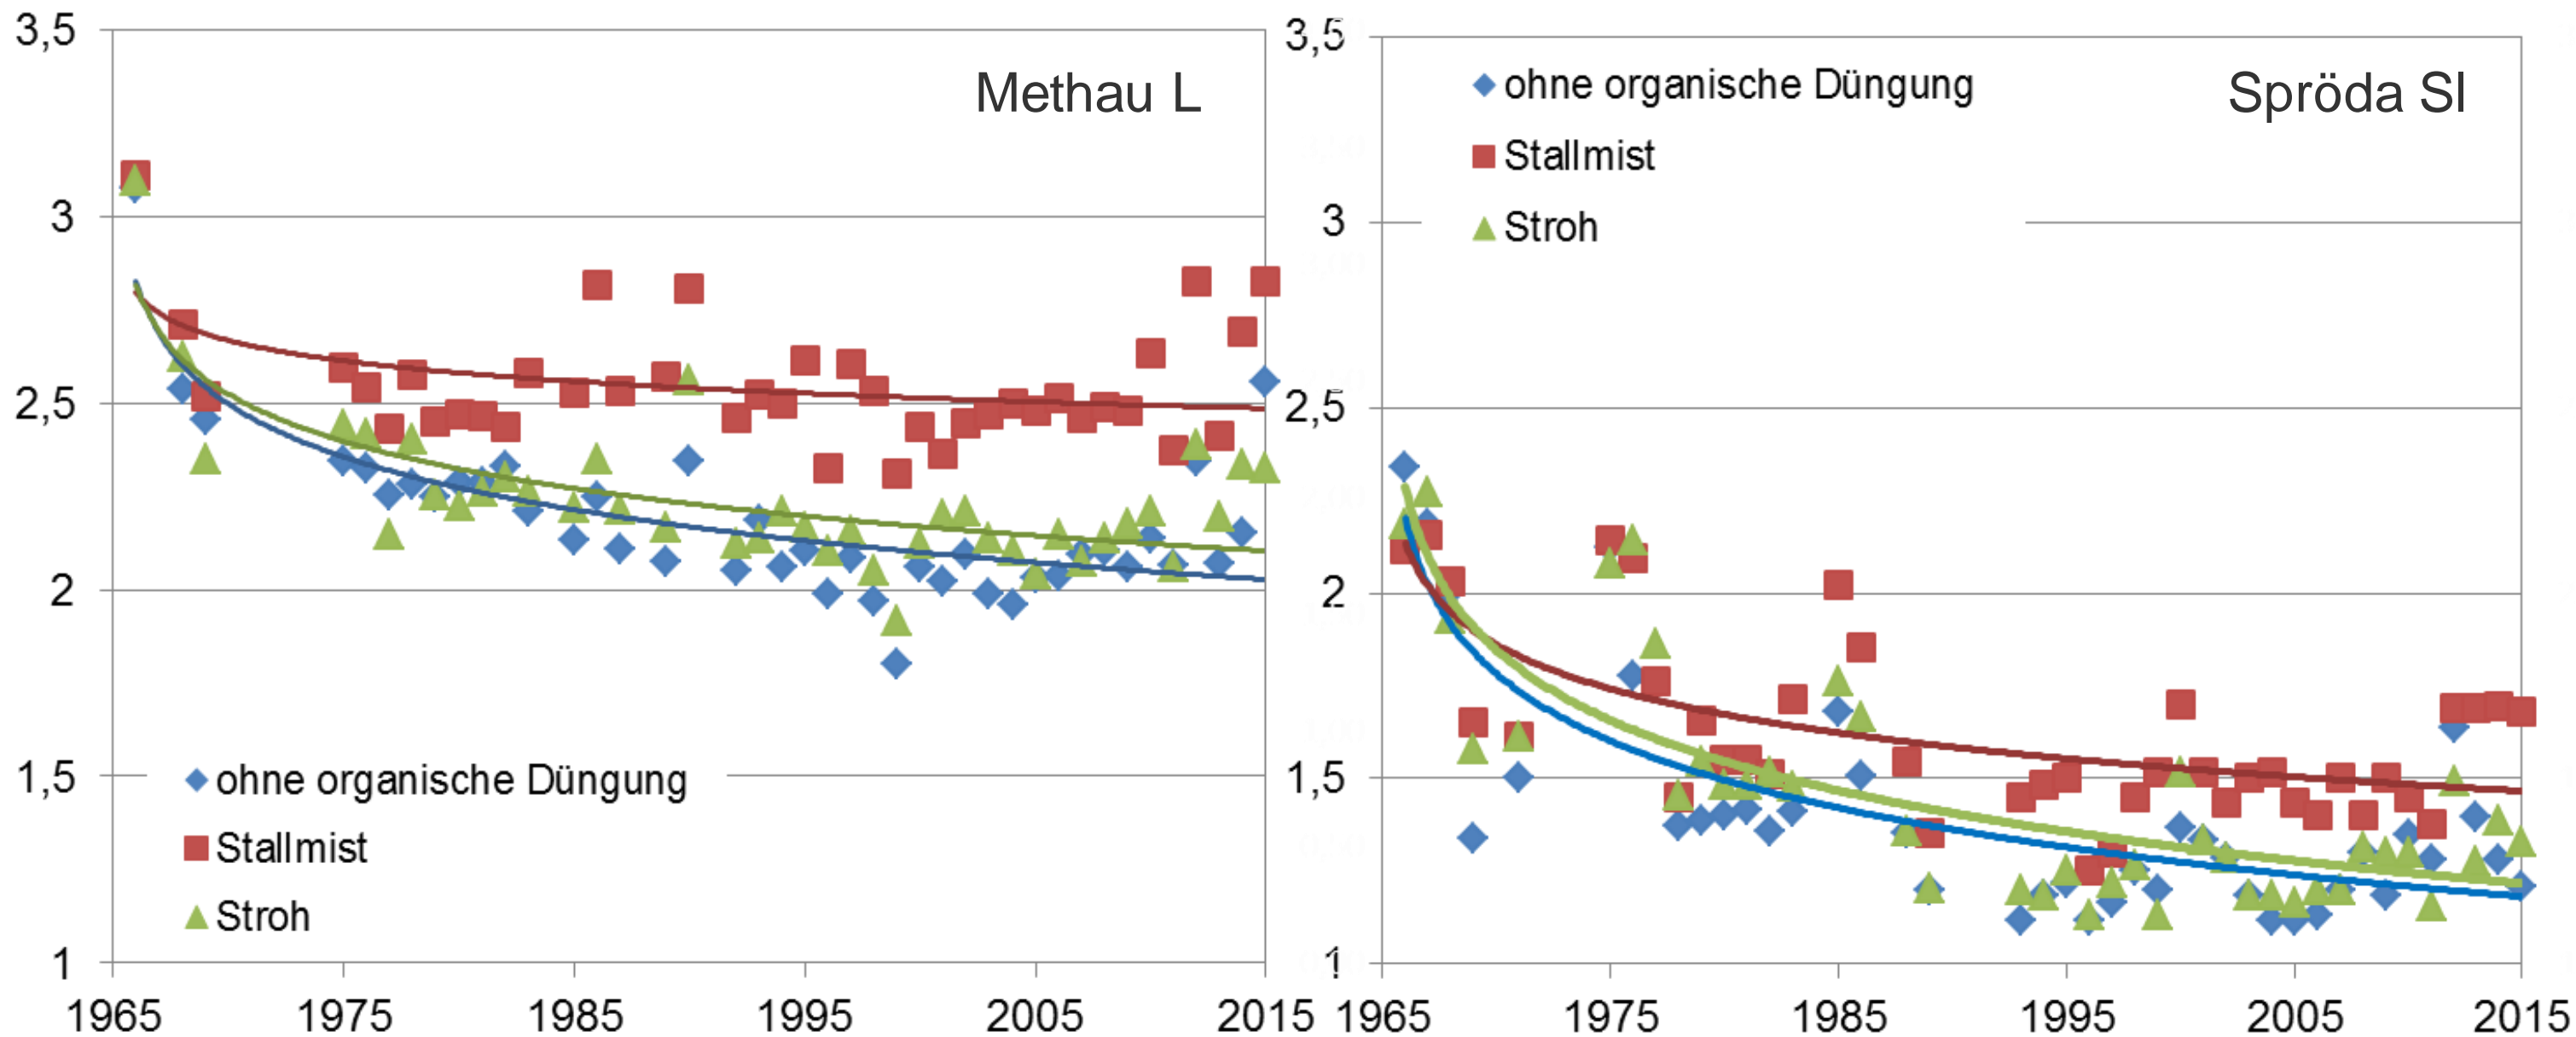 3,5
Methau L
3
2,5
2
1,5
ohne organische Düngung
Stallmist
Stroh
1
1965 1975 1985 1995 2005 2015
3,5
ohne organische Düngung
Spröda Sl
Stallmist
3
Stroh
2,5
2
1,5
1
1965 1975 1985 1995 2005 2015